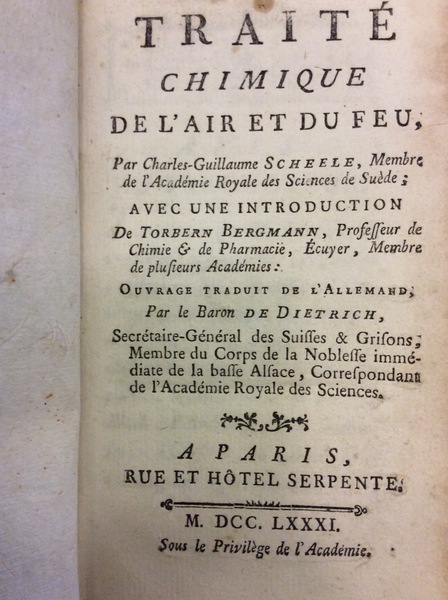 TRAITÉ
CHIMIQUE
DE L'AIR ET DU FEU,
Par Charles-Guillaume SCHEELE, Membre
de l'Académie Royale des Sciences de Suède;
AVEC UNE INTRODUCTION
De TORBERN BERGMANN, Profeſſeur de
Chimie & de Pharmacie, Écuyer, Membre
de pluſieurs Académies:
OUVRAGE TRADUIT DE L'ALLEMAND;
Par le Baron DE DIETRICH,
Secrétaire-Général des Suiſſes & Griſons;
Membre du Corps de la Nobleſſe immé-
diate de la baſſe Alſace, Correſpondant
de l'Académie Royale des Sciences.
A PARIS,
RUE ET HÔTEL SERPENTE.
M. DCC. LXXXI.
Sous le Privilège de l'Académie.